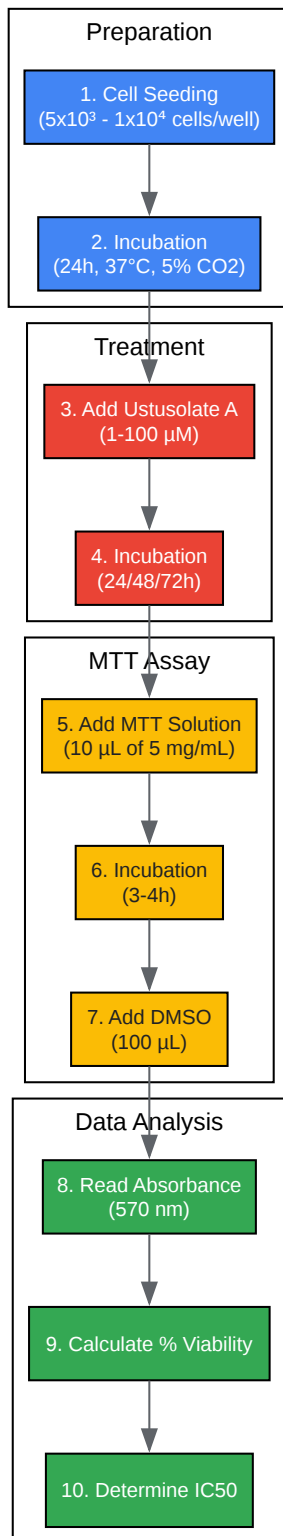 Preparation
1. Cell Seeding
(5x10³ - 1x10⁴ cells/well)
2. Incubation
(24h, 37°C, 5% CO2)
Treatment
3. Add Ustusolate A
(1-100 µM)
4. Incubation
(24/48/72h)
MTT Assay
5. Add MTT Solution
(10 µL of 5 mg/mL)
6. Incubation
(3-4h)
7. Add DMSO
(100 µL)
Data Analysis
8. Read Absorbance
(570 nm)
9. Calculate % Viability
10. Determine IC50